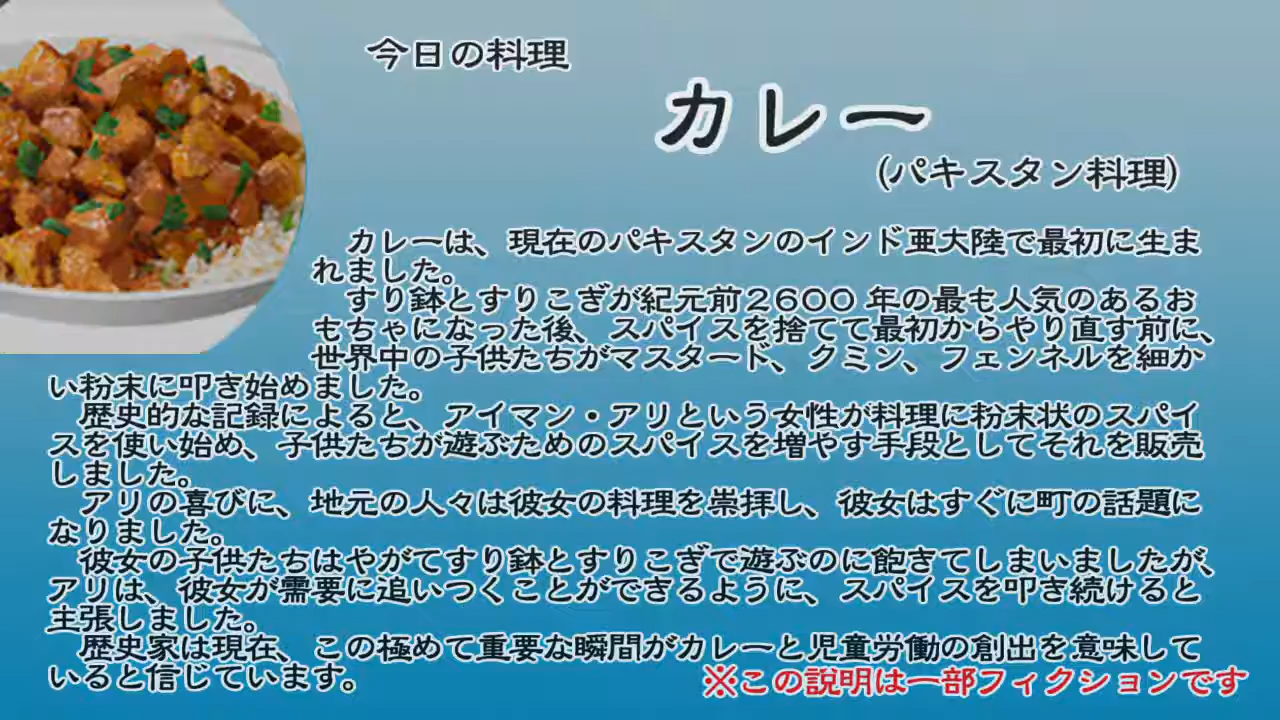 今日の料理
カレー
(パキスタン料理)
カレーは、現在のパキスタンのインド亜大陸で最初に生ま
れました。
すり鉢とすりこぎが紀元前2600 年の最も人気のあるお
もちゃになった後、スパイスを捨てて最初からやり直す前に、
世界中の子供たちがマスタード、クミン、フェンネルを細か
い粉末に叩き始めました。
歴史的な記録によると、アイマン・アリという女性が料理に粉末状のスパイ
スを使い始め、子供たちが遊ぶためのスパイスを増やす手段としてそれを販売
しました。
アリの喜びに、地元の人々は彼女の料理を崇拝し、彼女はすぐに町の話題に
なりました。
彼女の子供たちはやがてすり鉢とすりこぎで遊ぶのに飽きてしまいましたが、
アリは、彼女が需要に追いつくことができるように、スパイスを叩き続けると
主張しました。
歴史家は現在、この極めて重要な瞬間がカレーと児童労働の創出を意味して
いると信じています。
※この説明は一部フィクションです